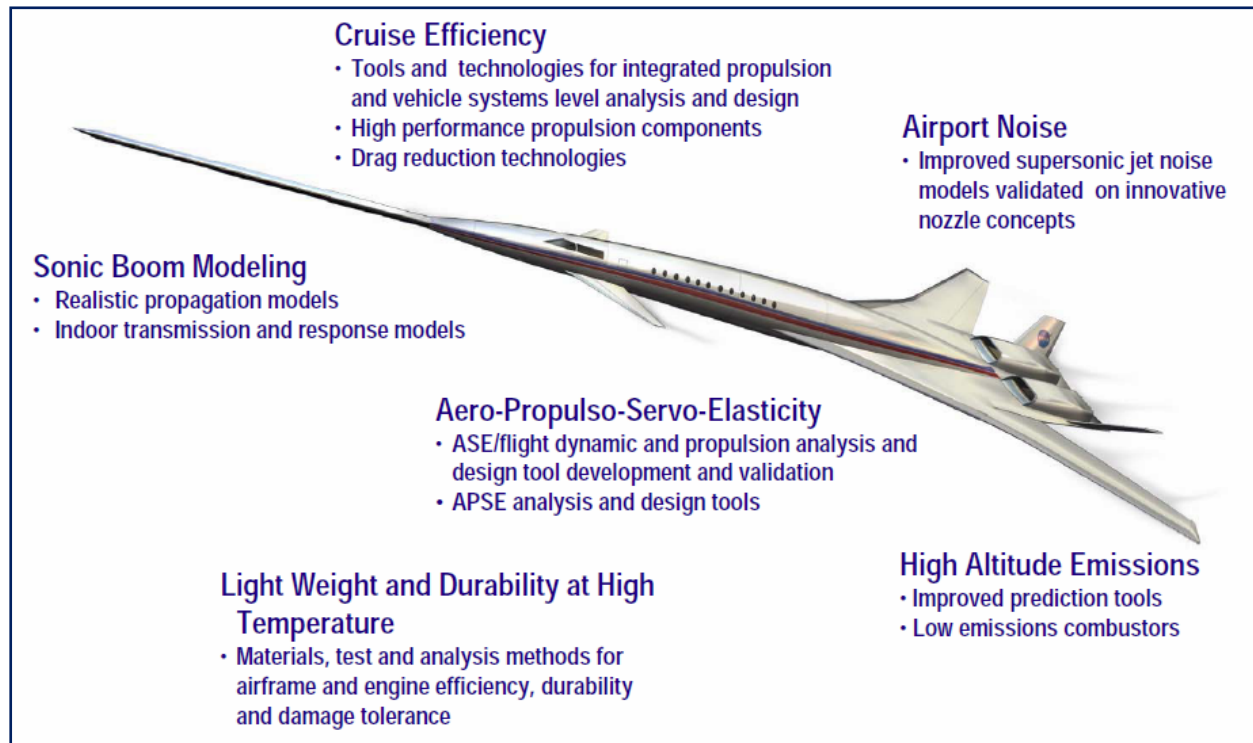 Cruise Efficiency
• Tools and technologies for integrated propulsion
and vehicle systems level analysis and design
• High performance propulsion components
• Drag reduction technologies
Airport Noise
• Improved supersonic jet noise
models validated on innovative
nozzle concepts
Sonic Boom Modeling
• Realistic propagation models
• Indoor transmission and response models
Aero-Propulso-Servo-Elasticity
• ASE/flight dynamic and propulsion analysis and
design tool development and validation
• APSE analysis and design tools
High Altitude Emissions
• Improved prediction tools
• Low emissions combustors
Light Weight and Durability at High
Temperature
• Materials, test and analysis methods for
airframe and engine efficiency, durability
and damage tolerance